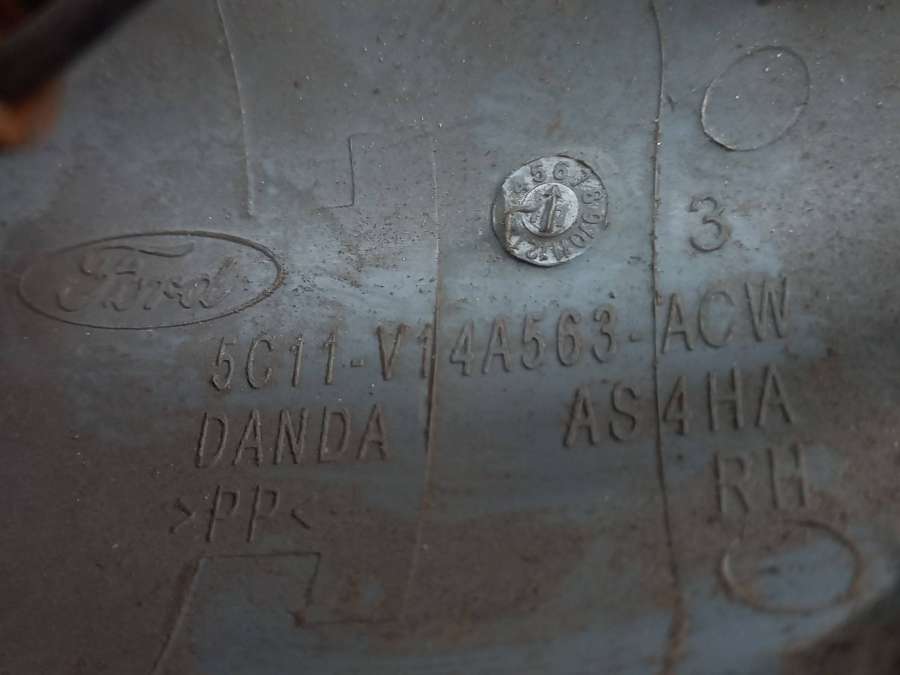 3
Ford
5C11-V14A563-ACW
DANDA AS4HA
RH
>PP<